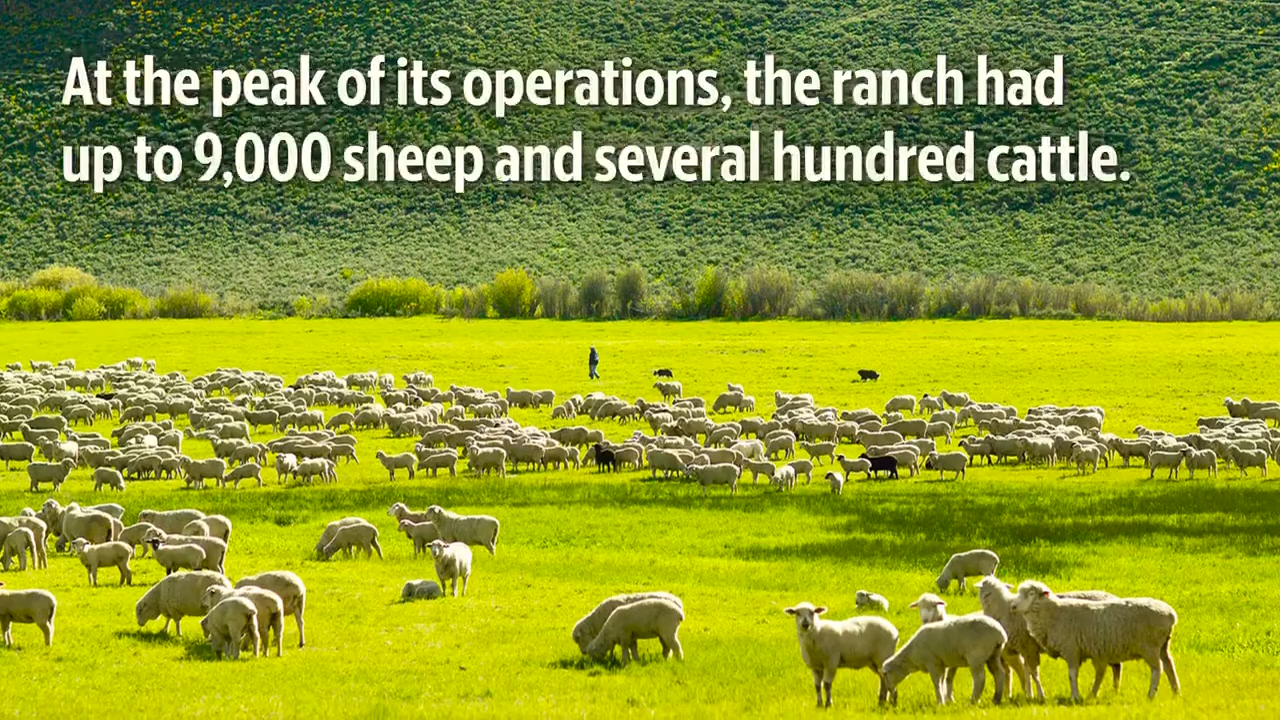 At the peak of its operations, the ranch had
up to 9,000 sheep and several hundred cattle.